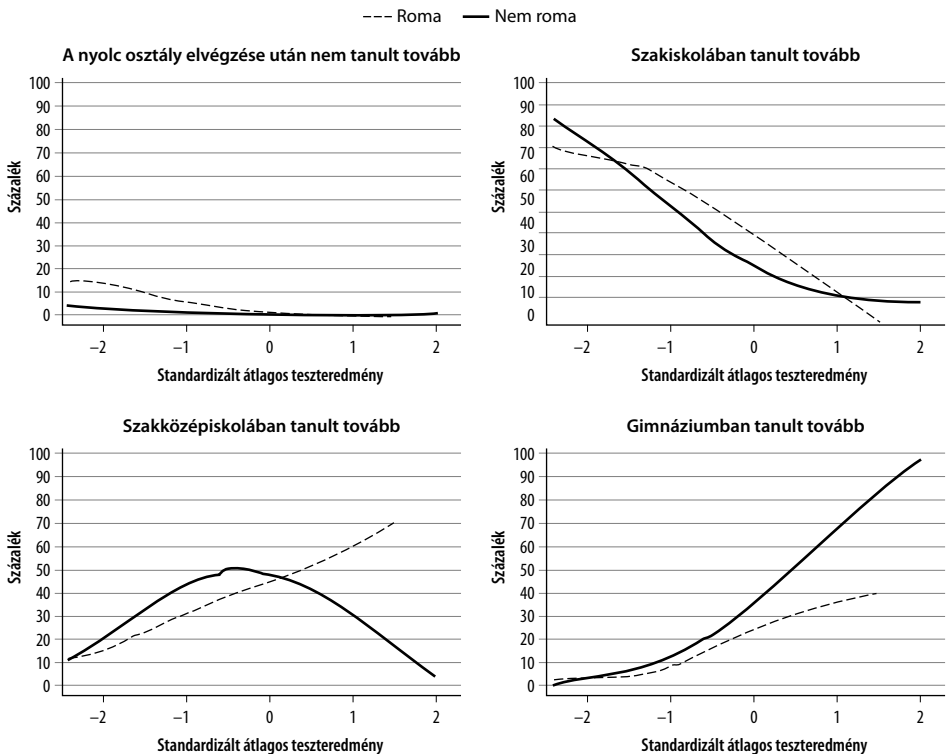 Roma Nem roma
A nyolc osztály elvégzése után nem tanult tovább
100
90
80
70
60
50
40
30
20
10
0
Százalék
−2 −1 0 1 2
Standardizált átlagos teszteredmény
Szakiskolában tanult tovább
100
90
80
70
60
50
40
30
20
10
0
Százalék
−2 −1 0 1 2
Standardizált átlagos teszteredmény
Szakközépiskolában tanult tovább
100
90
80
70
60
50
40
30
20
10
0
Százalék
−2 −1 0 1 2
Standardizált átlagos teszteredmény
Gimnáziumban tanult tovább
100
90
80
70
60
50
40
30
20
10
0
Százalék
−2 −1 0 1 2
Standardizált átlagos teszteredmény